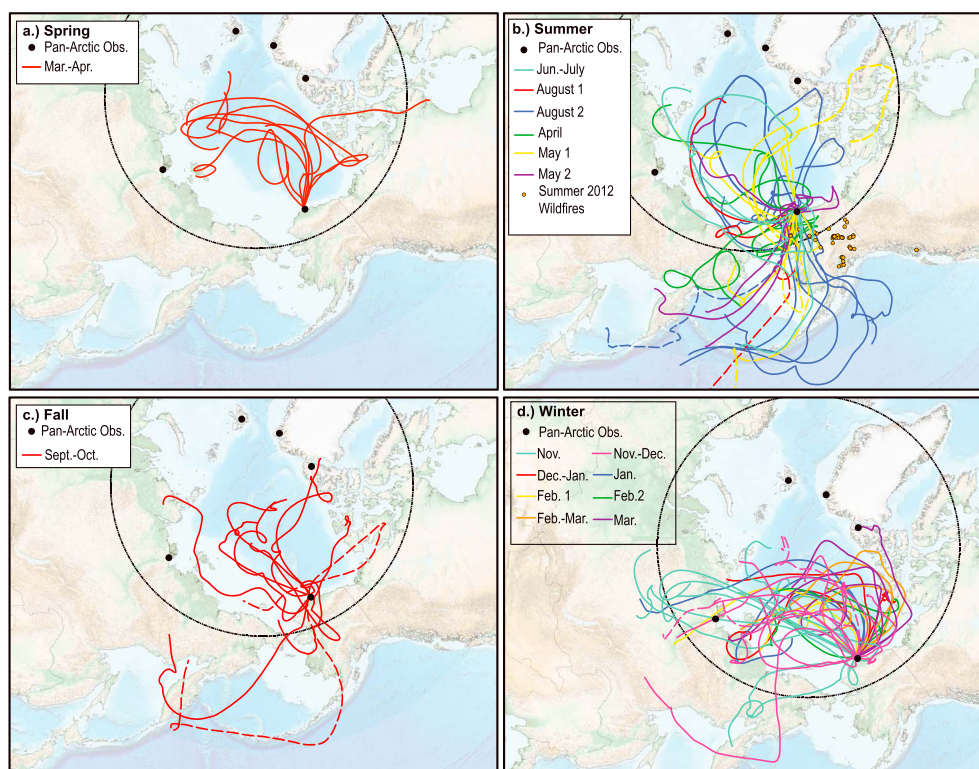 a.) Spring
Pan-Arctic Obs.
Mar.-Apr.
b.) Summer
Pan-Arctic Obs.
Jun.-July
August 1
August 2
April
May 1
May 2
Summer 2012
Wildfires
c.) Fall
Pan-Arctic Obs.
Sept.-Oct.
d.) Winter
Pan-Arctic Obs.
Nov. Nov.-Dec.
Dec.-Jan. Jan.
Feb. 1 Feb.2
Feb.-Mar. Mar.